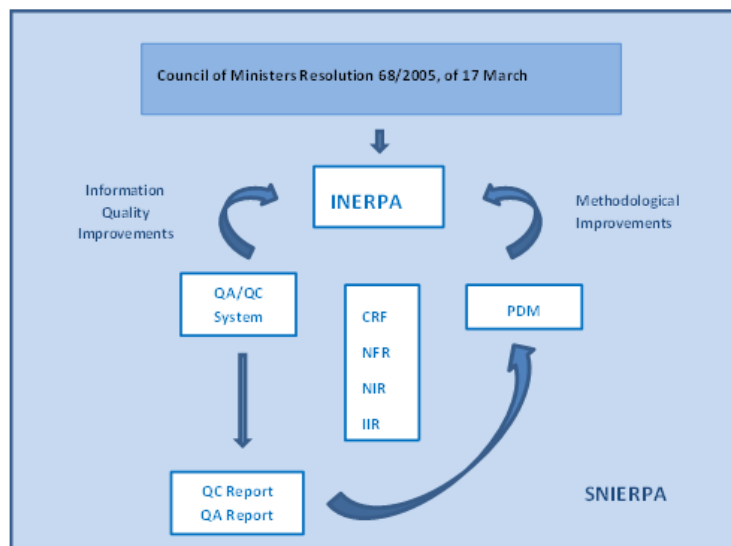 Council of Ministers Resolution 68/2005, of 17 March
Information
Quality
Improvements
INERPA
Methodological
Improvements
QA/QC
System
CRF
NFR
NIR
IIR
PDM
QC Report
QA Report
SNIERPA